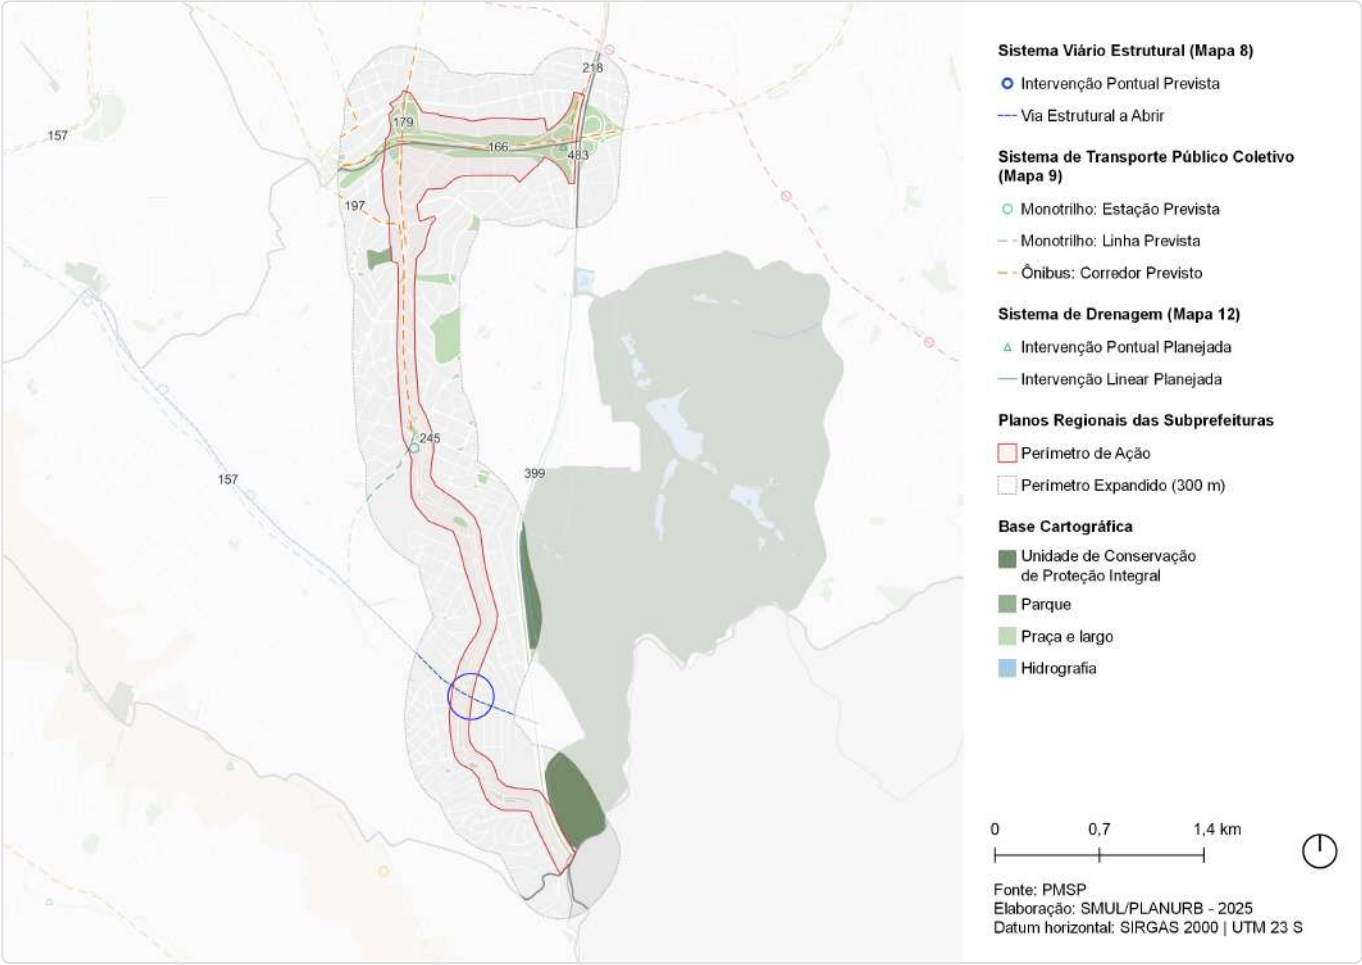 218
179
157
166
483
197
245
399
157
Sistema Viário Estrutural (Mapa 8)
Intervenção Pontual Prevista
Via Estrutural a Abrir
Sistema de Transporte Público Coletivo
(Mapa 9)
Monotrilho: Estação Prevista
Monotrilho: Linha Prevista
Ônibus: Corredor Previsto
Sistema de Drenagem (Mapa 12)
Intervenção Pontual Planejada
Intervenção Linear Planejada
Planos Regionais das Subprefeituras
Perímetro de Ação
Perímetro Expandido (300 m)
Base Cartográfica
Unidade de Conservação
de Proteção Integral
Parque
Praça e largo
Hidrografia
0 0,7 1,4 km
Fonte: PMSP
Elaboração: SMUL/PLANURB - 2025
Datum horizontal: SIRGAS 2000 | UTM 23 S